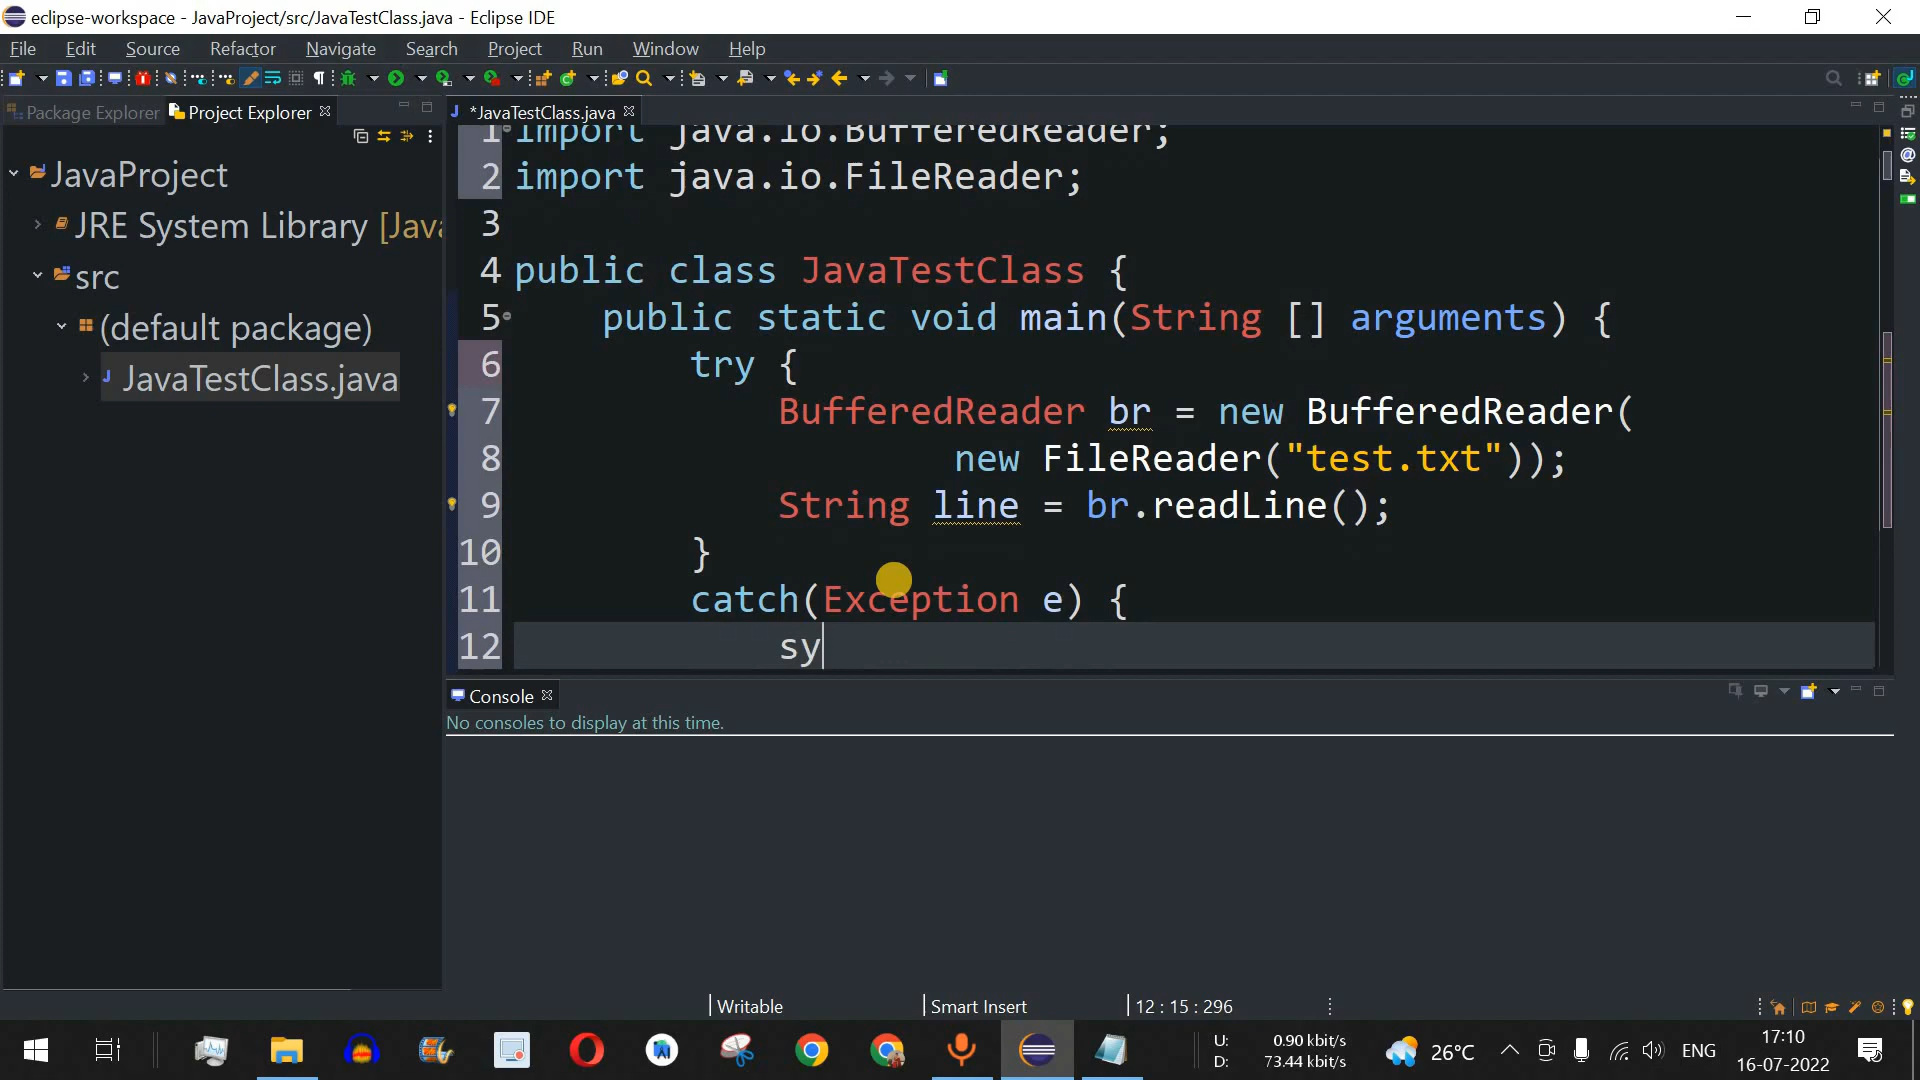 eclipse-workspace - JavaProject/src/JavaTestClass.java - Eclipse IDE
File Edit Source Refactor Navigate Search Project Run Window Help
Package Explorer Project Explorer *JavaTestClass.java
JavaProject
JRE System Library [Java
src
(default package)
JavaTestClass.java
1 import java.io.BufferedReader;
2 import java.io.FileReader;
3
4 public class JavaTestClass {
5 public static void main(String [] arguments) {
6 try {
7 BufferedReader br = new BufferedReader(
8 new FileReader("test.txt"));
9 String line = br.readLine();
10 }
11 catch(Exception e) {
12 sy
Console
No consoles to display at this time.
Writable Smart Insert 12 : 15 : 296
U: 0.90 kbit/s
D: 73.44 kbit/s
26°C
ENG
17:10
16-07-2022